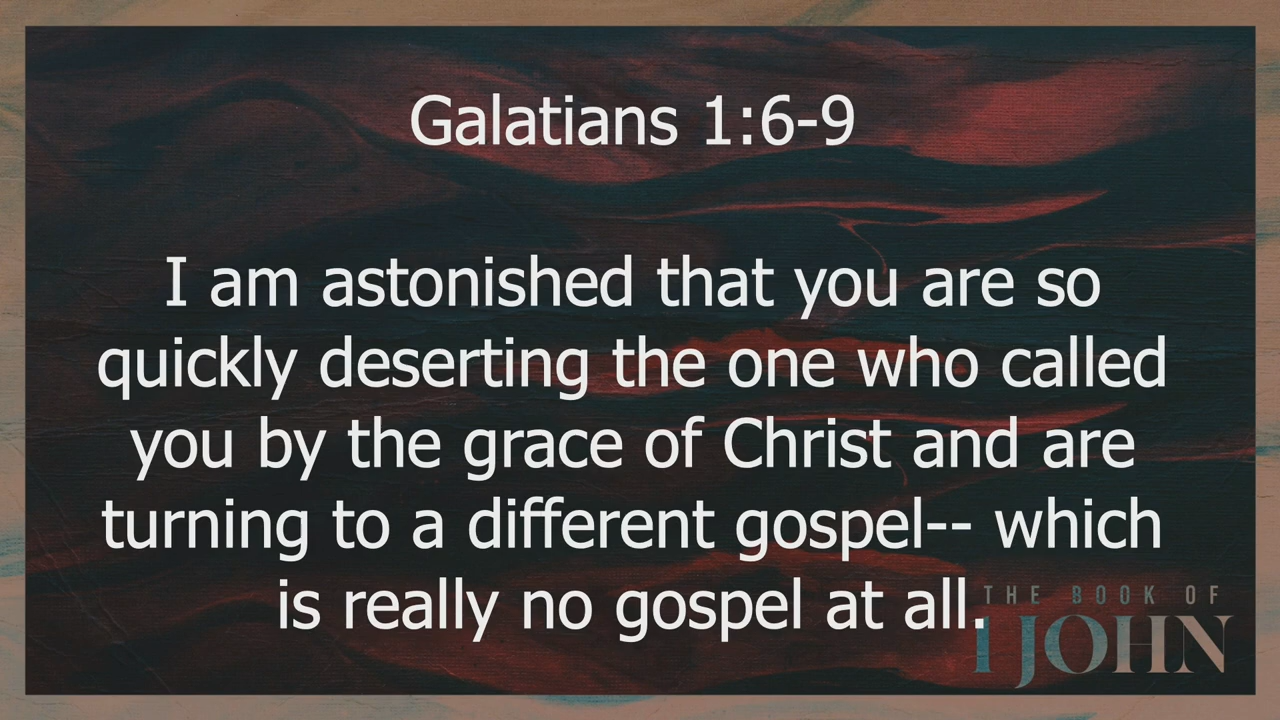 Galatians 1:6-9
I am astonished that you are so
quickly deserting the one who called
you by the grace of Christ and are
turning to a different gospel-- which
is really no gospel at all.
THE BOOK OF
1 JOHN